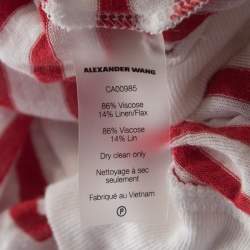 ALEXANDER WANG
CA00985
86% Viscose
14% Linen/Flax
86% Viscose
14% Lin
Dry clean only
Nettoyage à sec
seulement
Fabriqué au Vietnam
P